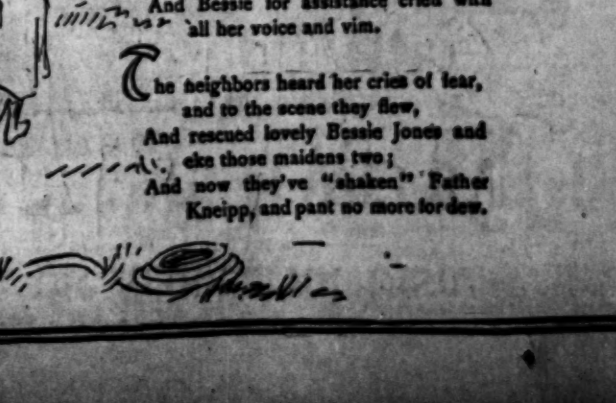 And Bessie for assistance cried with
all her voice and vim.
The neighbors heard her cries of fear,
and to the scene they flew,
And rescued lovely Bessie Jones and
eke those maidens two;
And now they've "shaken" Father
Kneipp, and pant no more for dew.